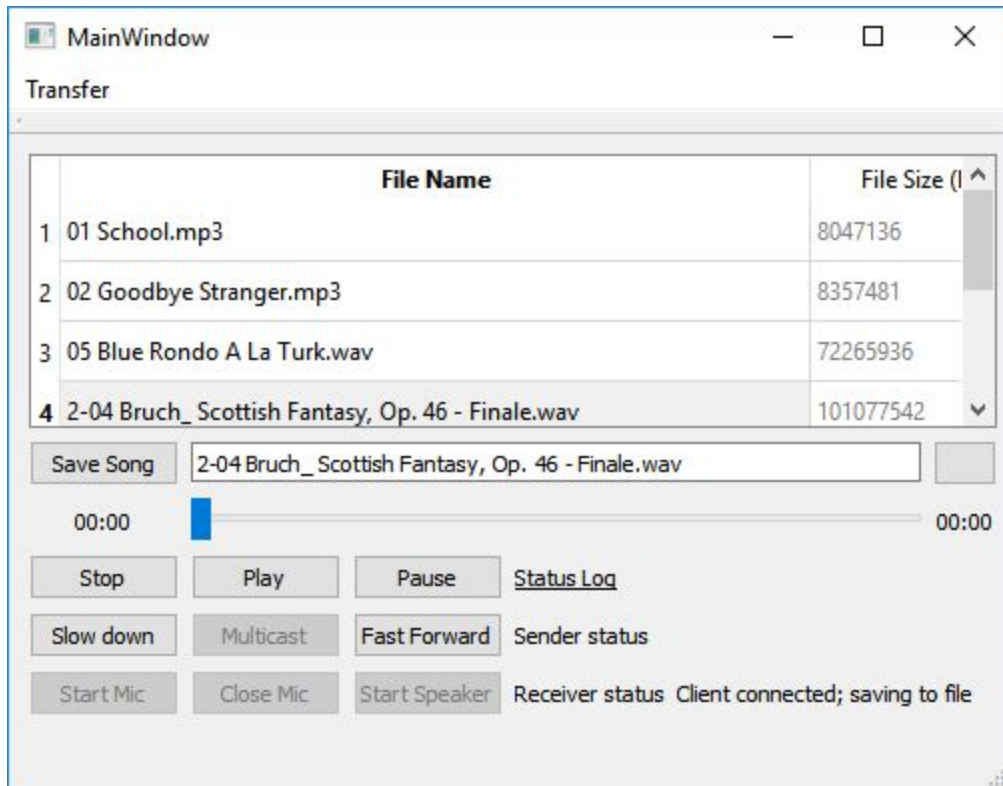 MainWindow
Transfer
File Name File Size (
1 01 School.mp3 8047136
2 02 Goodbye Stranger.mp3 8357481
3 05 Blue Rondo A La Turk.wav 72265936
4 2-04 Bruch_ Scottish Fantasy, Op. 46 - Finale.wav 101077542
Save Song 2-04 Bruch_ Scottish Fantasy, Op. 46 - Finale.wav
00:00 00:00
Stop Play Pause Status Log
Slow down Multicast Fast Forward Sender status
Start Mic Close Mic Start Speaker Receiver status Client connected; saving to file